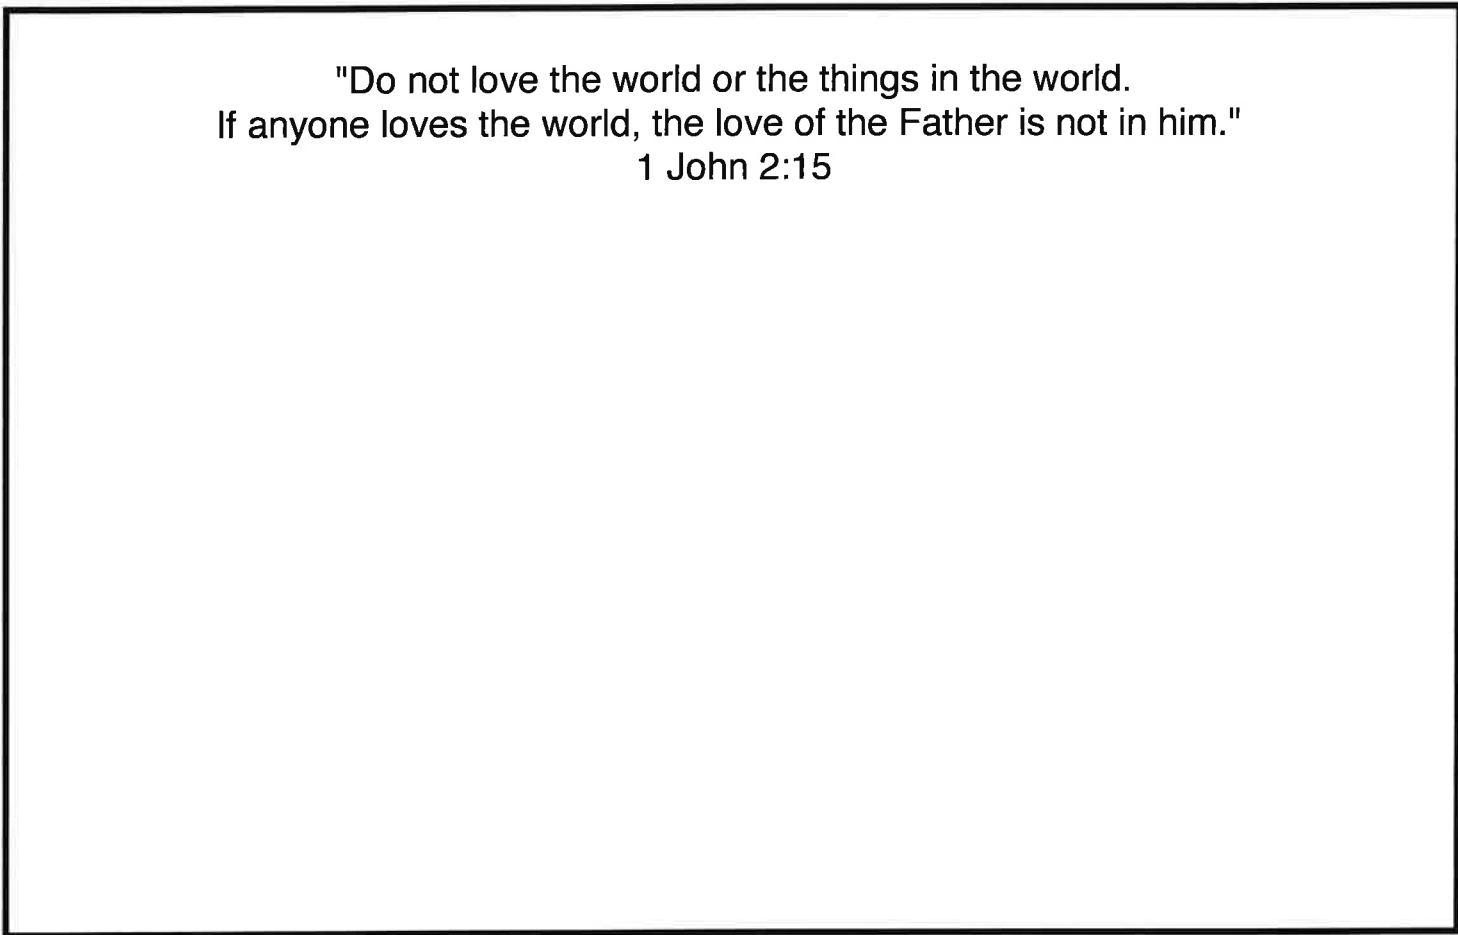 "Do not love the world or the things in the world.
If anyone loves the world, the love of the Father is not in him."
1 John 2:15